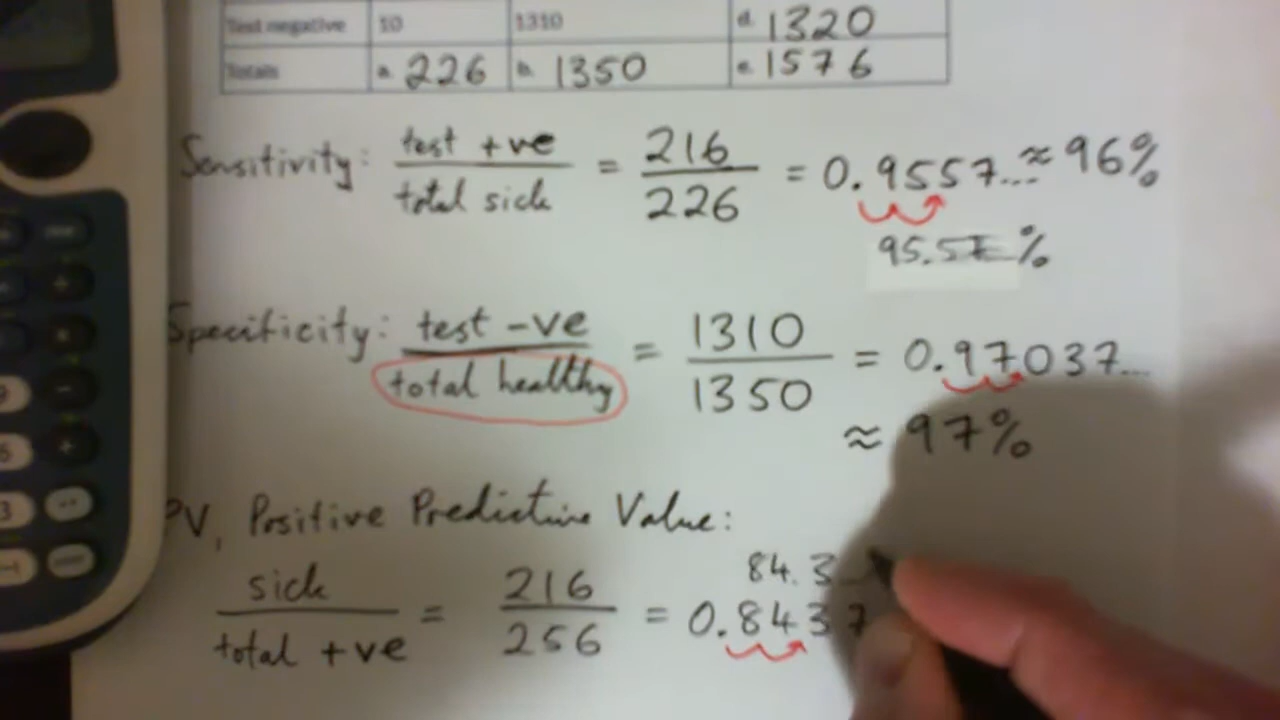 Test negative 10 1310 d. 1320
Totals a. 226 b. 1350 e. 1576
Sensitivity: test +ve / total sick = 216 / 226 = 0.9557... ≈ 96%
95.57%
Specificity: test -ve / total healthy = 1310 / 1350 = 0.97037...
≈ 97%
PV, Positive Predictive Value:
84.3
sick / total +ve = 216 / 256 = 0.8437